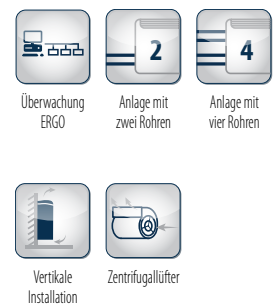 2
4
Überwachung
ERGO
Anlage mit
zwei Rohren
Anlage mit
vier Rohren
Vertikale
Installation
Zentrifugallüfter